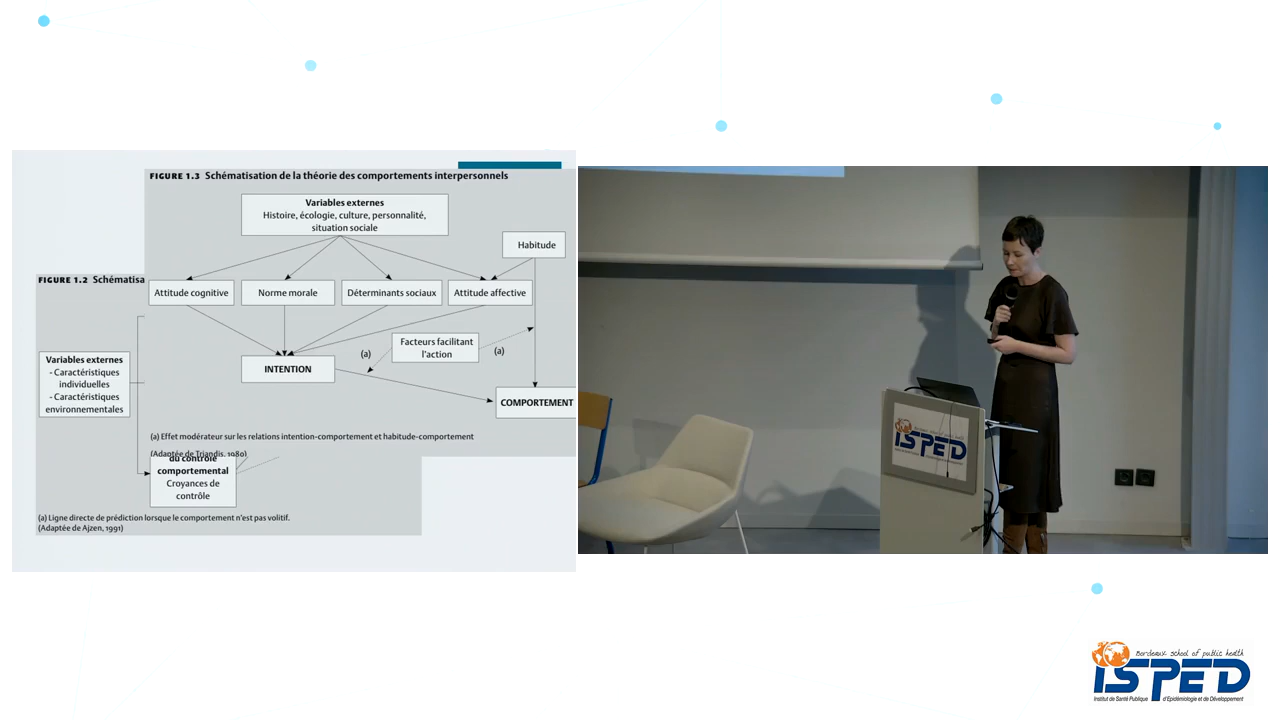 FIGURE 1.3 Schématisation de la théorie des comportements interpersonnels
Variables externes
Histoire, écologie, culture, personnalité,
situation sociale
Habitude
FIGURE 1.2 Schématisa
Attitude cognitive
Norme morale
Déterminants sociaux
Attitude affective
Facteurs facilitant
l'action
(a)
(a)
Variables externes
- Caractéristiques
individuelles
- Caractéristiques
environnementales
INTENTION
COMPORTEMENT
(a) Effet modérateur sur les relations intention-comportement et habitude-comportement
(Adaptée de Triandis, 1980)
du contrôle
comportemental
Croyances de
contrôle
(a) Ligne directe de prédiction lorsque le comportement n'est pas volitif.
(Adaptée de Ajzen, 1991)
ISPED
Bordeaux school of public health
ISPED
Institut de Santé Publique d'Epidémiologie et de Développement